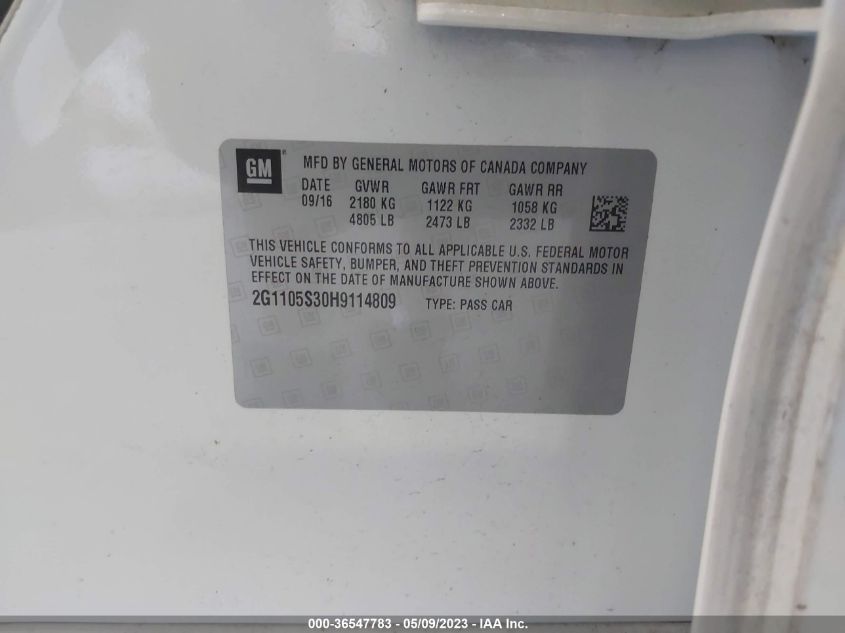 GM ® MFD BY GENERAL MOTORS OF CANADA COMPANY
DATE GVWR GAWR FRT GAWR RR
09/16 2180 KG 1122 KG 1058 KG
4805 LB 2473 LB 2332 LB
THIS VEHICLE CONFORMS TO ALL APPLICABLE U.S. FEDERAL MOTOR
VEHICLE SAFETY, BUMPER, AND THEFT PREVENTION STANDARDS IN
EFFECT ON THE DATE OF MANUFACTURE SHOWN ABOVE.
2G1105S30H9114809 TYPE: PASS CAR
000-36547783 - 05/09/2023 - IAA Inc.